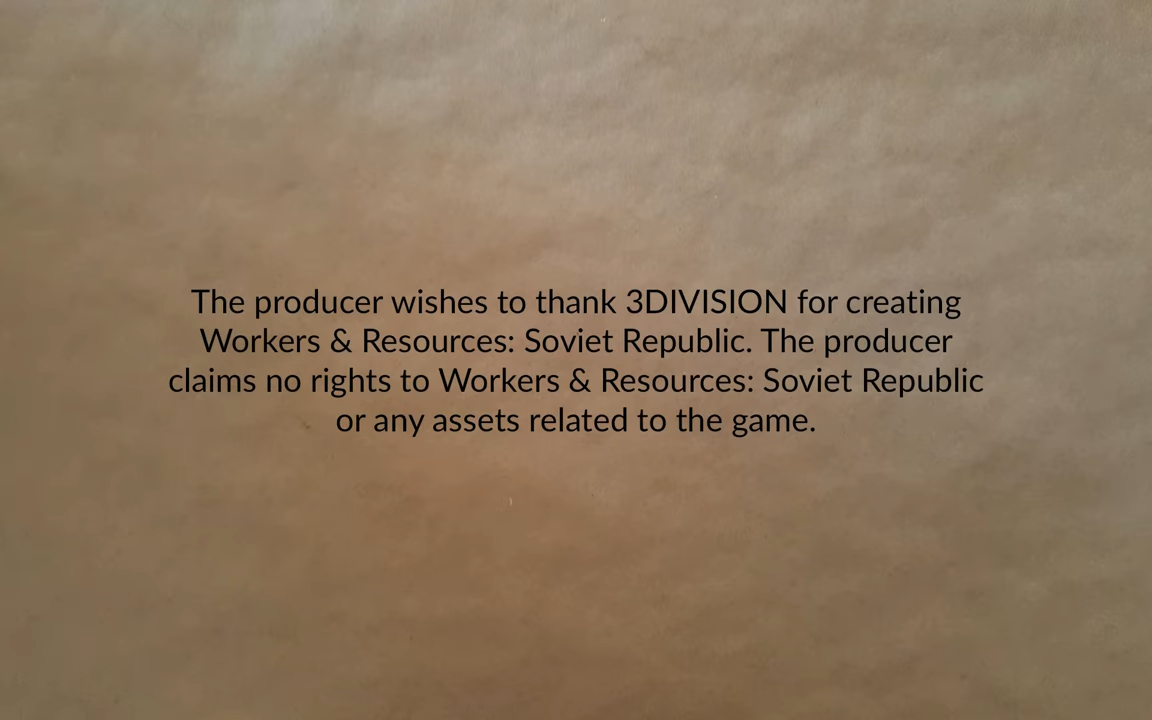 The producer wishes to thank 3DIVISION for creating
Workers & Resources: Soviet Republic. The producer
claims no rights to Workers & Resources: Soviet Republic
or any assets related to the game.